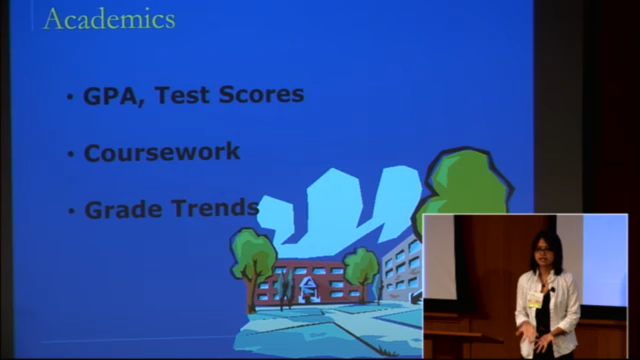 Academics
• GPA, Test Scores
• Coursework
• Grade Trends